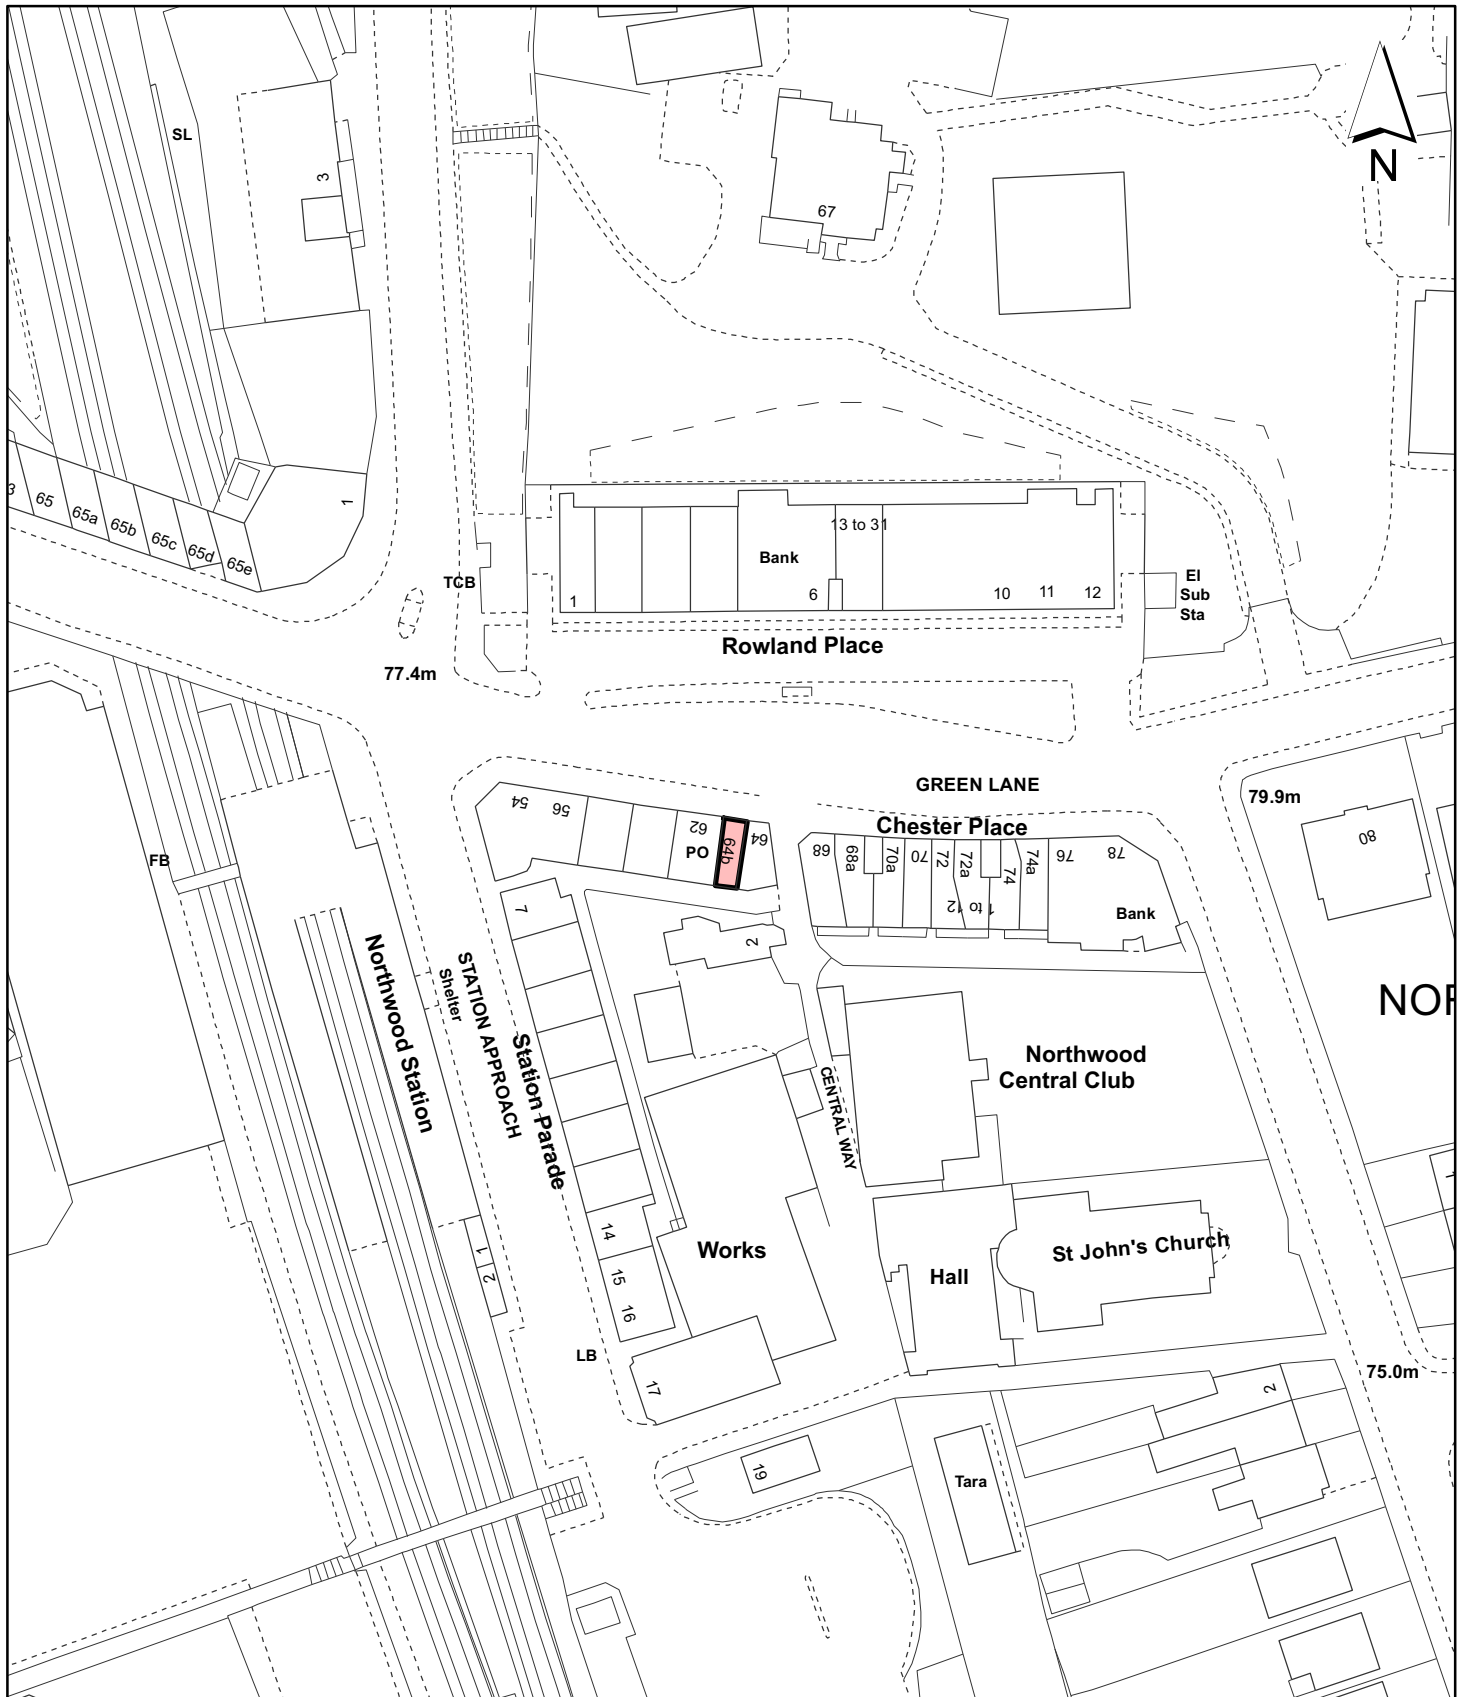 SL
3
67
N
3
65
65a
65b
65c
65d
65e
1
TCB
13 to 31
Bank
1
6
10
11
12
El
Sub
Sta
Rowland Place
77.4m
GREEN LANE
79.9m
54
56
62
PO
64b
64
Chester Place
68
68a
70a
70
72
72a
74
74a
76
78
1 to 12
Bank
80
FB
7
2
Northwood Station
Shelter
STATION APPROACH
Station Parade
CENTRAL WAY
Northwood
Central Club
NOR
Works
Hall
St John's Church
14
15
16
17
1
2
LB
75.0m
19
Tara
2